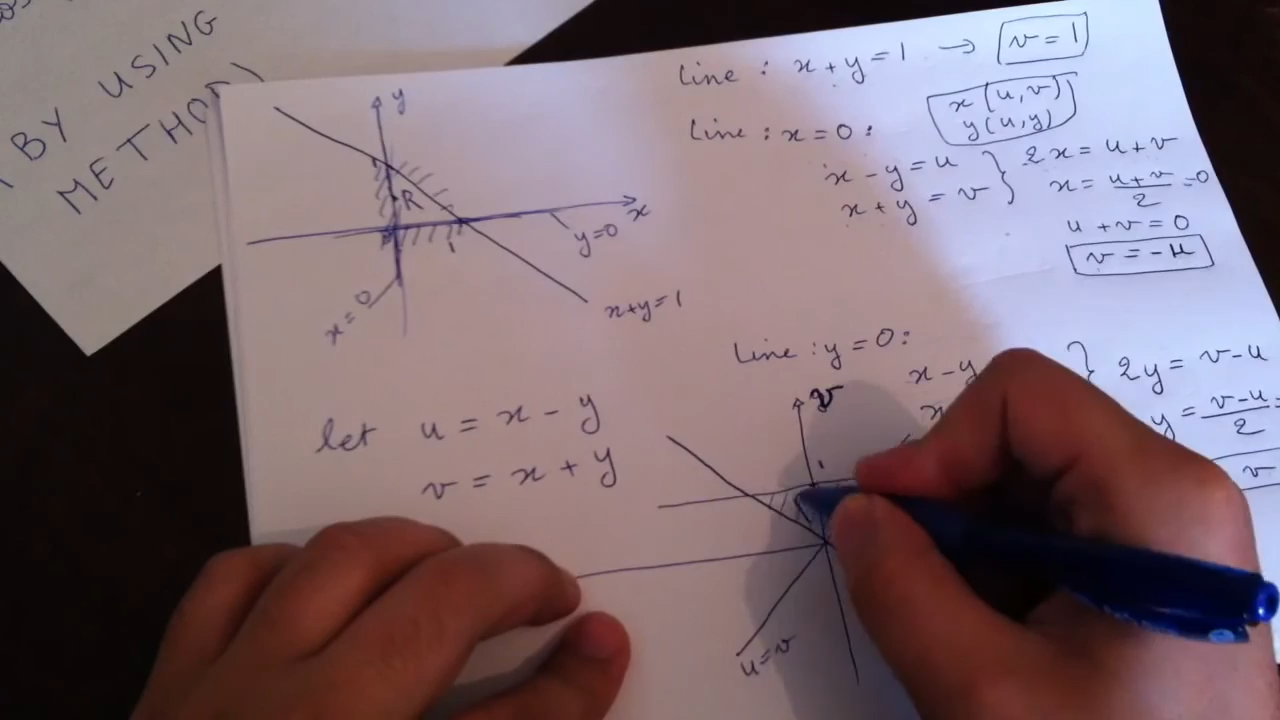 BY USING
METHOD)
y
R
x
1
y=0
x=0
x+y=1
let u = x - y
v = x + y
Line : x + y = 1 → v = 1
x(u,v)
y(u,y)
Line : x = 0 :
x - y = u } 2x = u + v
x + y = v
x = u+v/2 = 0
u + v = 0
v = -u
Line : y = 0 :
x - y } 2y = v - u
x
y = v-u/2 =
v
v
1
u=v